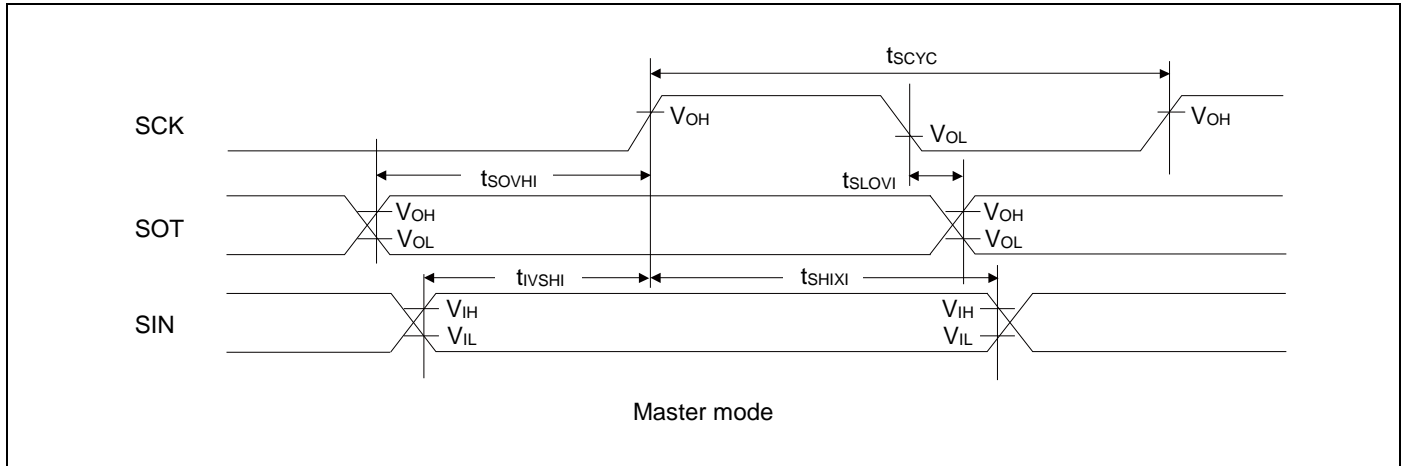 tSCYC
SCK
VOH
VOL
VOH
tSOVHI
tSLOVI
SOT
VOH
VOL
VOH
VOL
tIVSHI
tSHIXI
SIN
VIH
VIL
VIH
VIL
Master mode